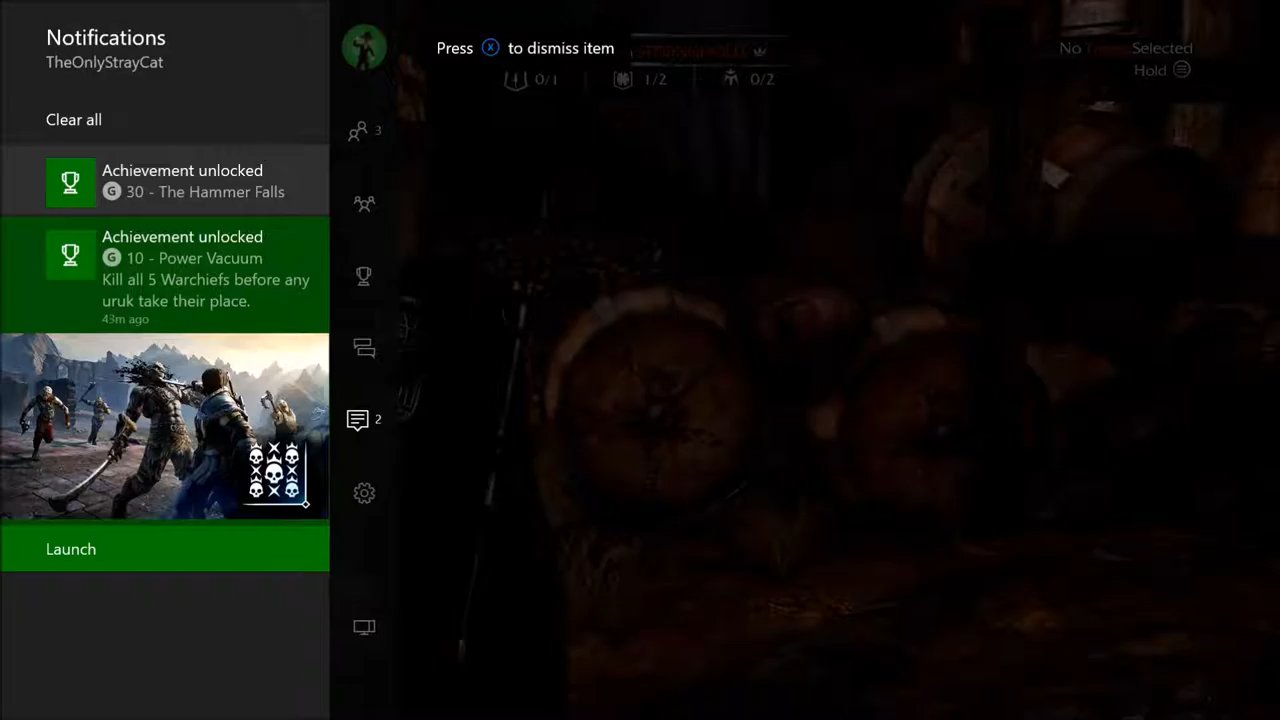 Notifications
TheOnlyStrayCat
Clear all
Achievement unlocked
G 30 - The Hammer Falls
Achievement unlocked
G 10 - Power Vacuum
Kill all 5 Warchiefs before any
uruk take their place.
43m ago
Launch
3
2
Press X to dismiss item
STRONGHOLD
0/1
1/2
0/2
No Selected
Hold